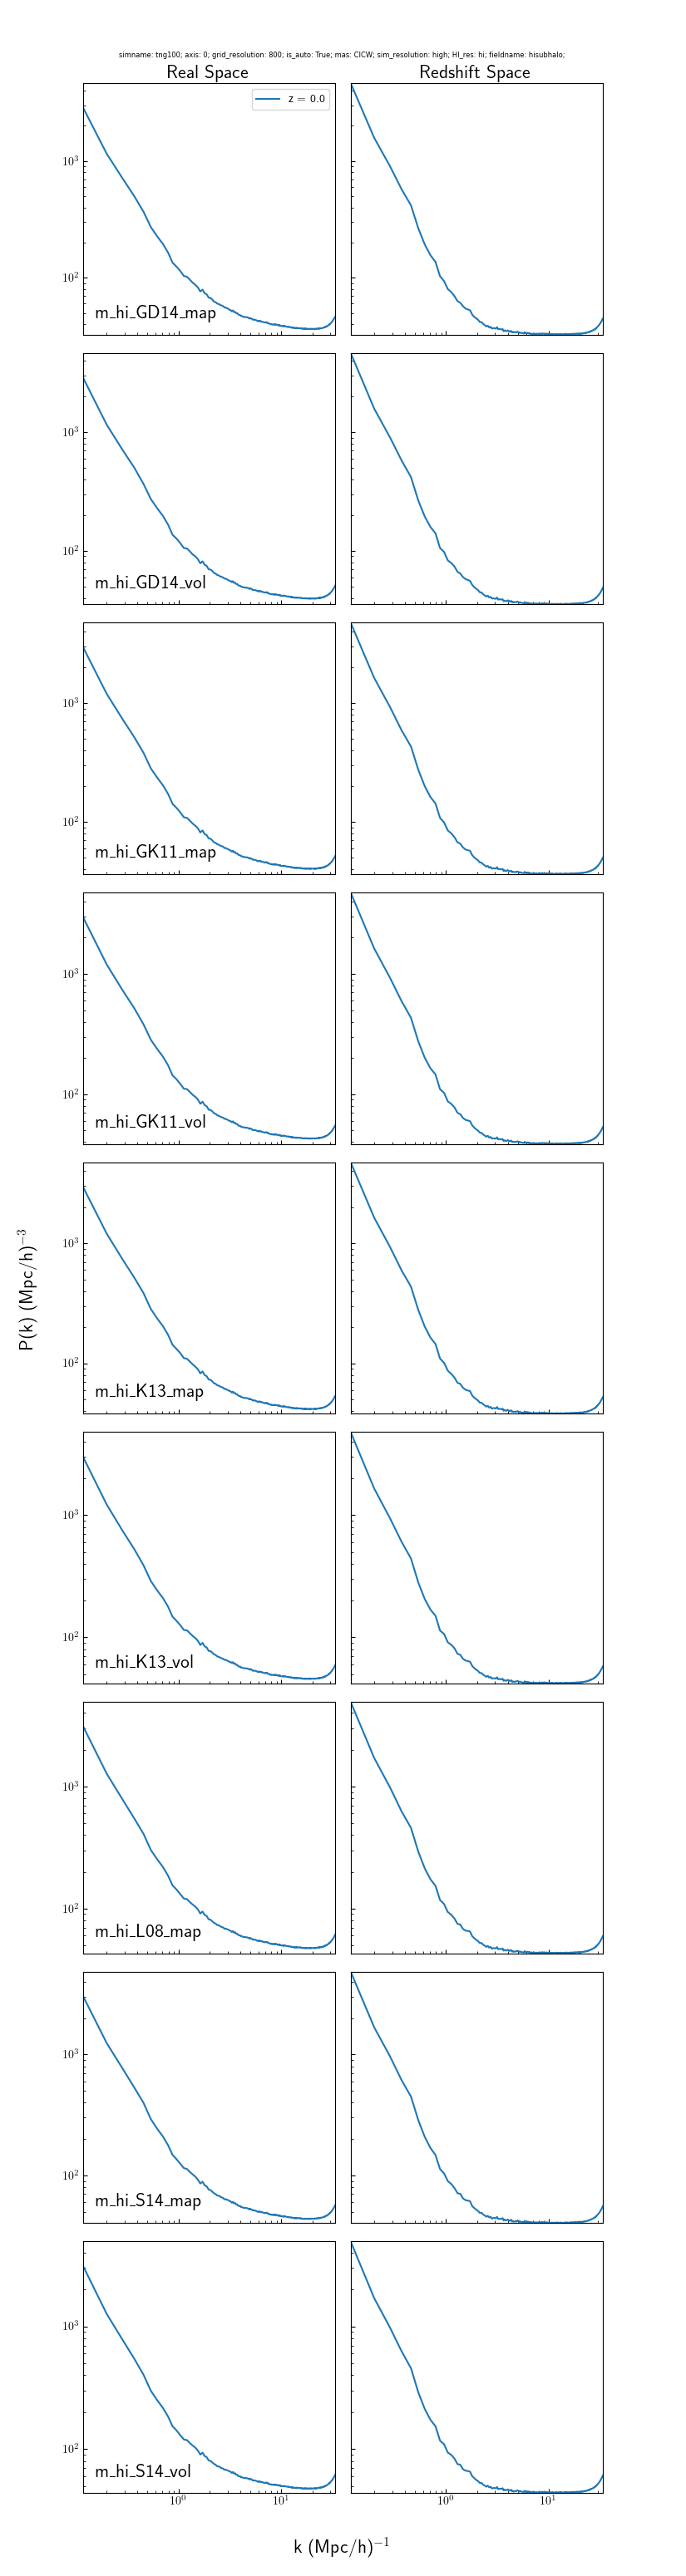 simname: tng100; axis: 0; grid_resolution: 800; is_auto: True; mas: CICW; sim_resolution: high; HI_res: hi; fieldname: hisubhalo;
Real Space
Redshift Space
z = 0.0
10³
10²
m_hi_GD14_map
10³
10²
m_hi_GD14_vol
10³
10²
m_hi_GK11_map
10³
10²
m_hi_GK11_vol
P(k) (Mpc/h)⁻³
10³
10²
m_hi_K13_map
10³
10²
m_hi_K13_vol
10³
10²
m_hi_L08_map
10³
10²
m_hi_S14_map
10³
10²
m_hi_S14_vol
10⁰ 10¹ 10⁰ 10¹
k (Mpc/h)⁻¹